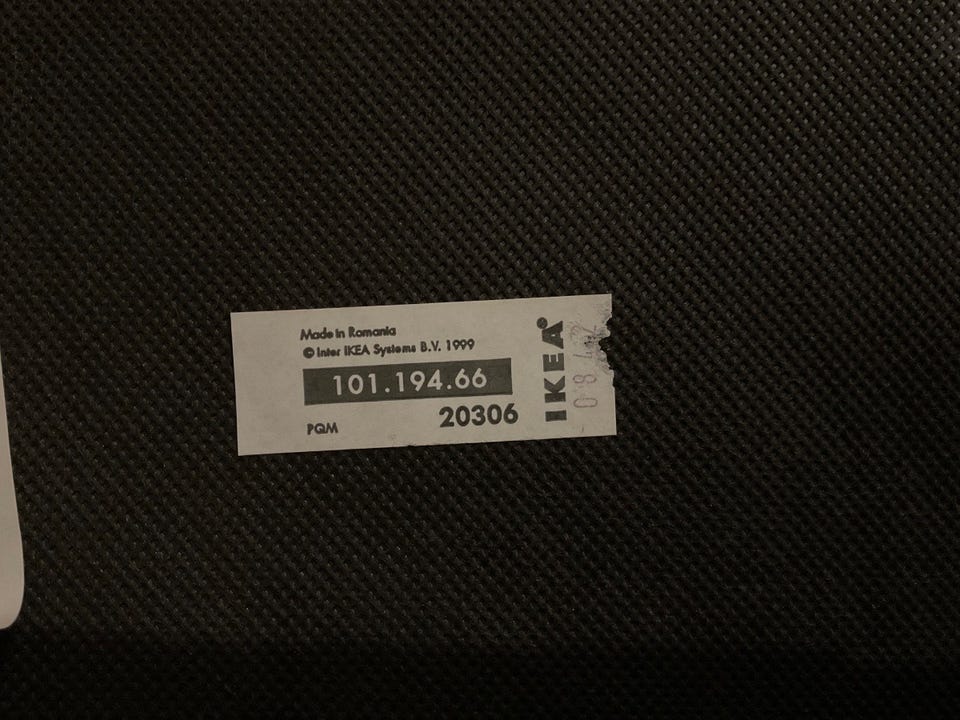 Made in Romania
© Inter IKEA Systems B.V. 1999
101.194.66
20306
PQM
IKEA®